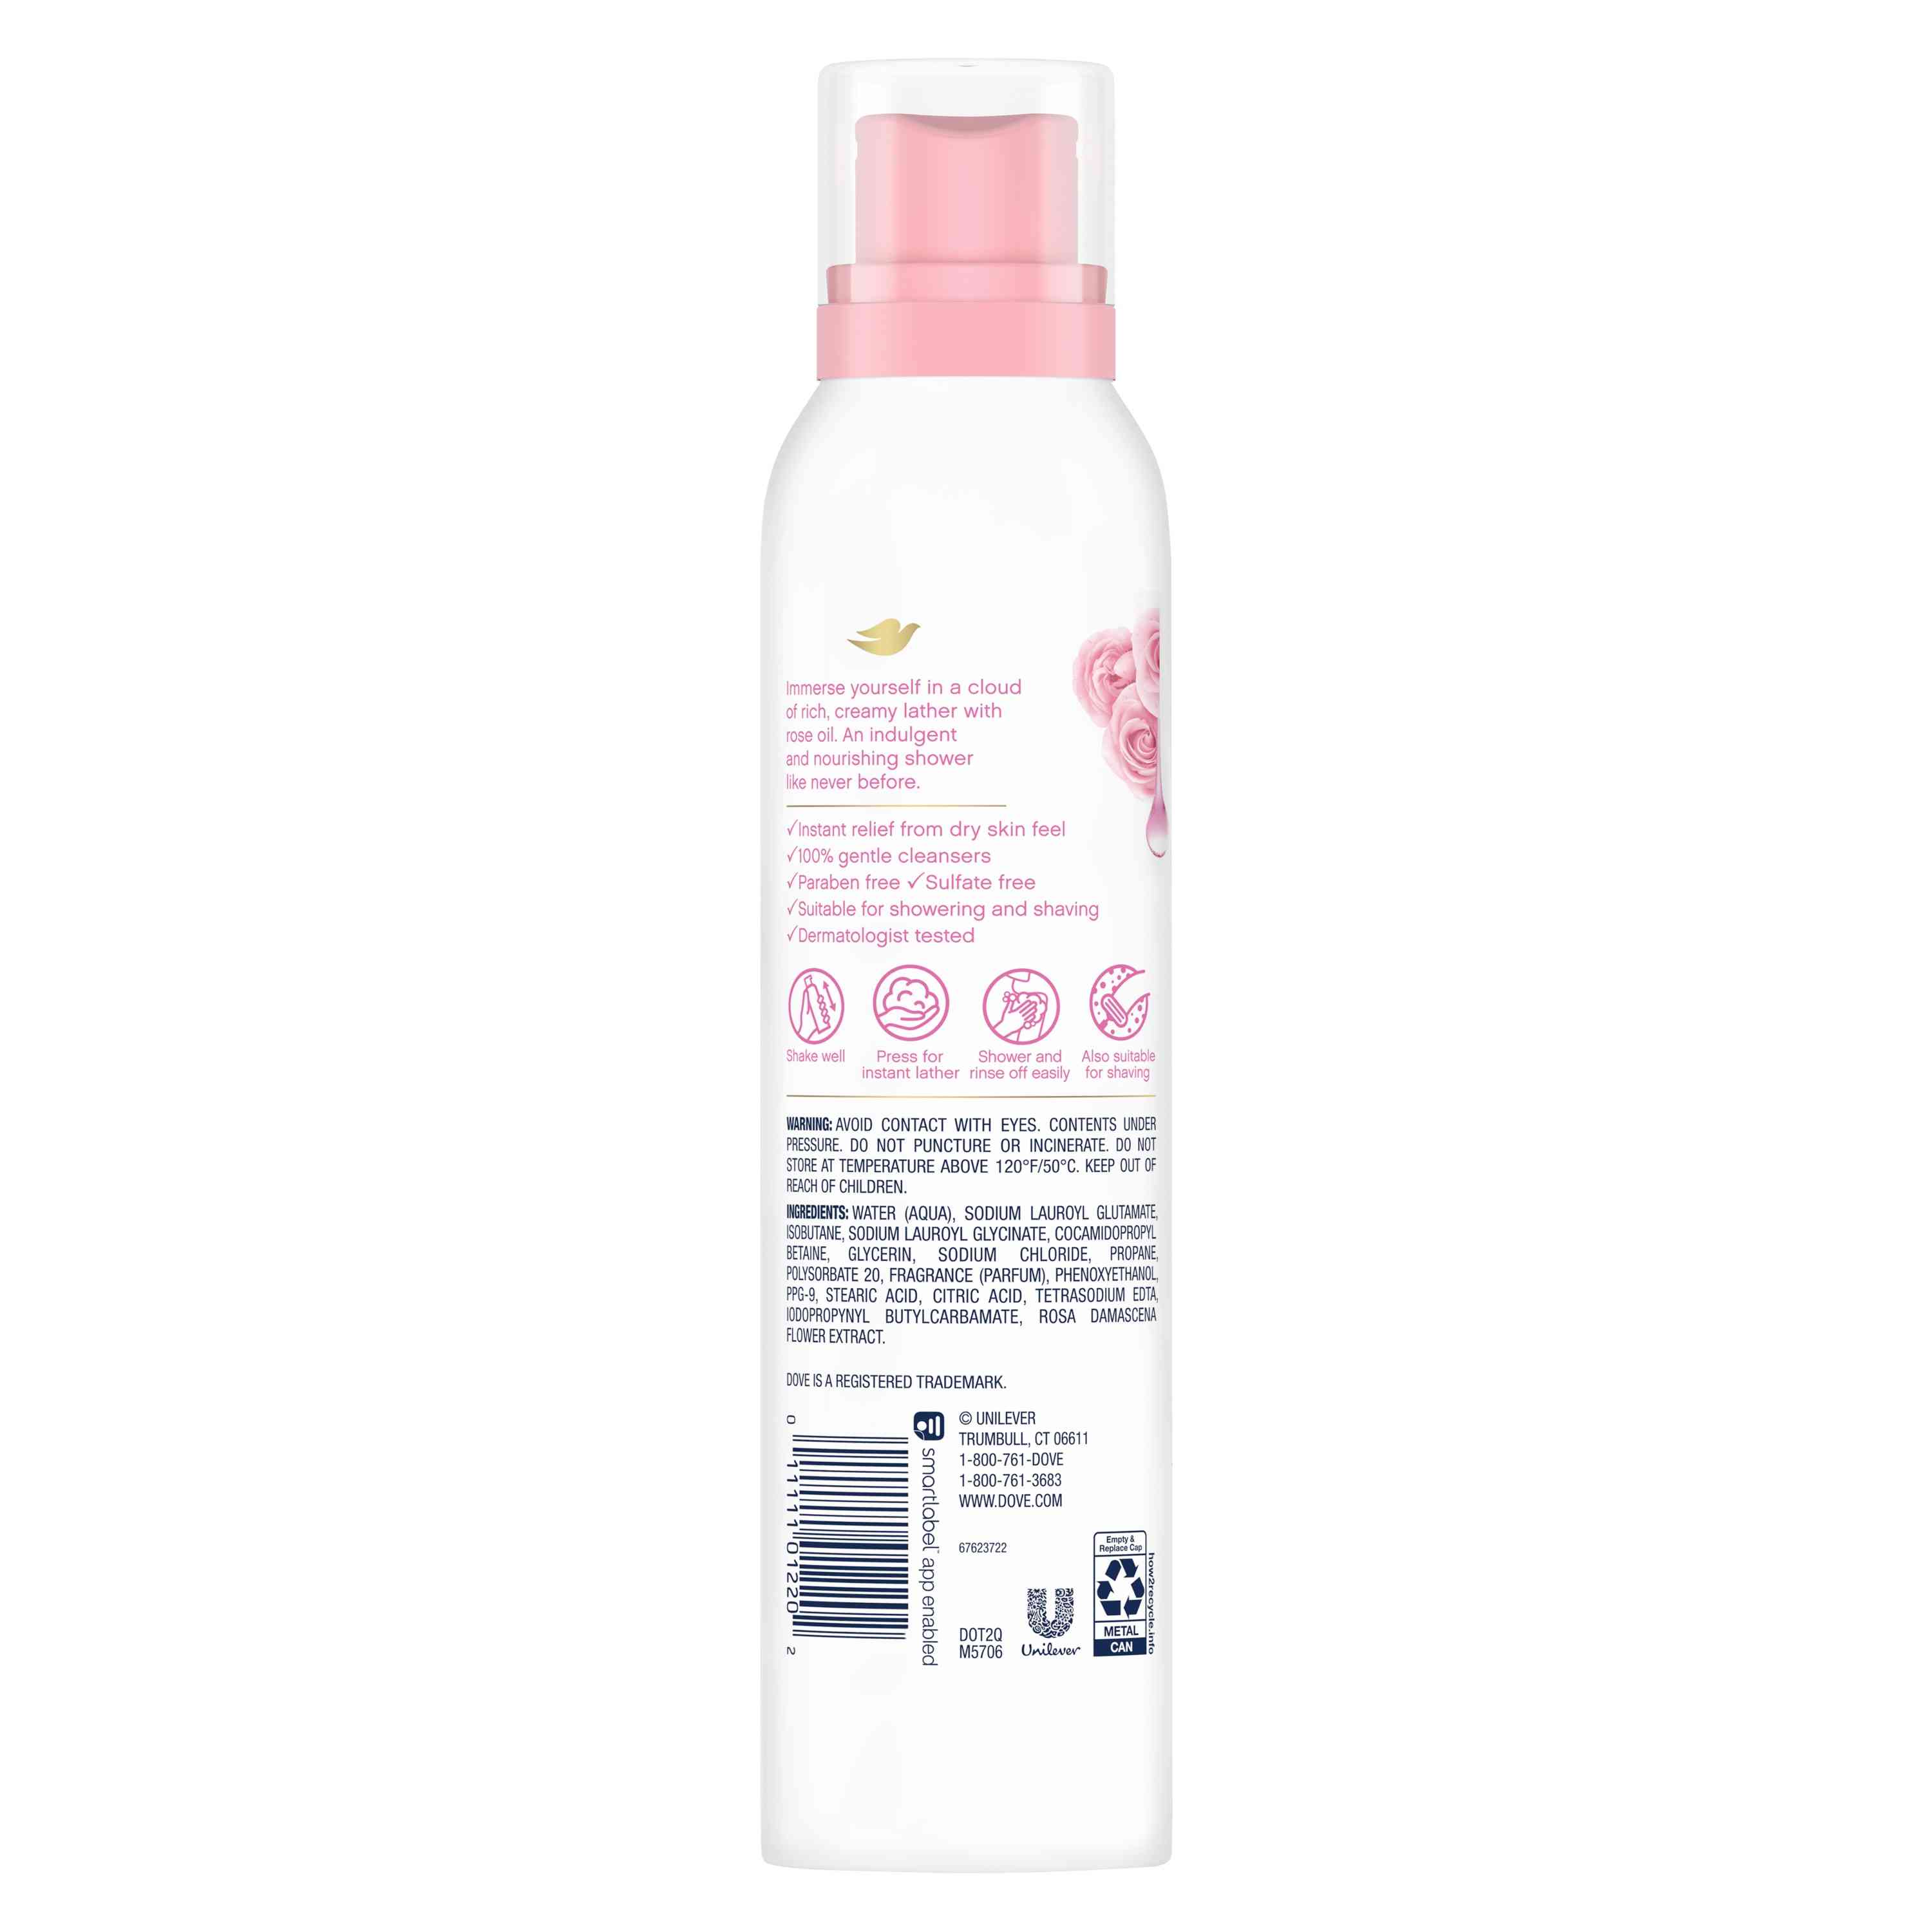 Immerse yourself in a cloud
of rich, creamy lather with
rose oil. An indulgent
and nourishing shower
like never before.
✓Instant relief from dry skin feel
✓100% gentle cleansers
✓Paraben free ✓Sulfate free
✓Suitable for showering and shaving
✓Dermatologist tested
Shake well
Press for
instant lather
Shower and
rinse off easily
Also suitable
for shaving
WARNING: AVOID CONTACT WITH EYES. CONTENTS UNDER
PRESSURE. DO NOT PUNCTURE OR INCINERATE. DO NOT
STORE AT TEMPERATURE ABOVE 120°F/50°C. KEEP OUT OF
REACH OF CHILDREN.
INGREDIENTS: WATER (AQUA), SODIUM LAUROYL GLUTAMATE,
ISOBUTANE, SODIUM LAUROYL GLYCINATE, COCAMIDOPROPYL
BETAINE, GLYCERIN, SODIUM CHLORIDE, PROPANE,
POLYSORBATE 20, FRAGRANCE (PARFUM), PHENOXYETHANOL,
PPG-9, STEARIC ACID, CITRIC ACID, TETRASODIUM EDTA,
IODOPROPYNYL BUTYLCARBAMATE, ROSA DAMASCENA
FLOWER EXTRACT.
DOVE IS A REGISTERED TRADEMARK.
0 11111 01220 2
smartlabel™ app enabled
© UNILEVER
TRUMBULL, CT 06611
1-800-761-DOVE
1-800-761-3683
WWW.DOVE.COM
67623722
DOT2Q
M5706
Unilever
Empty &
Replace Cap
METAL
CAN
how2recycle.info